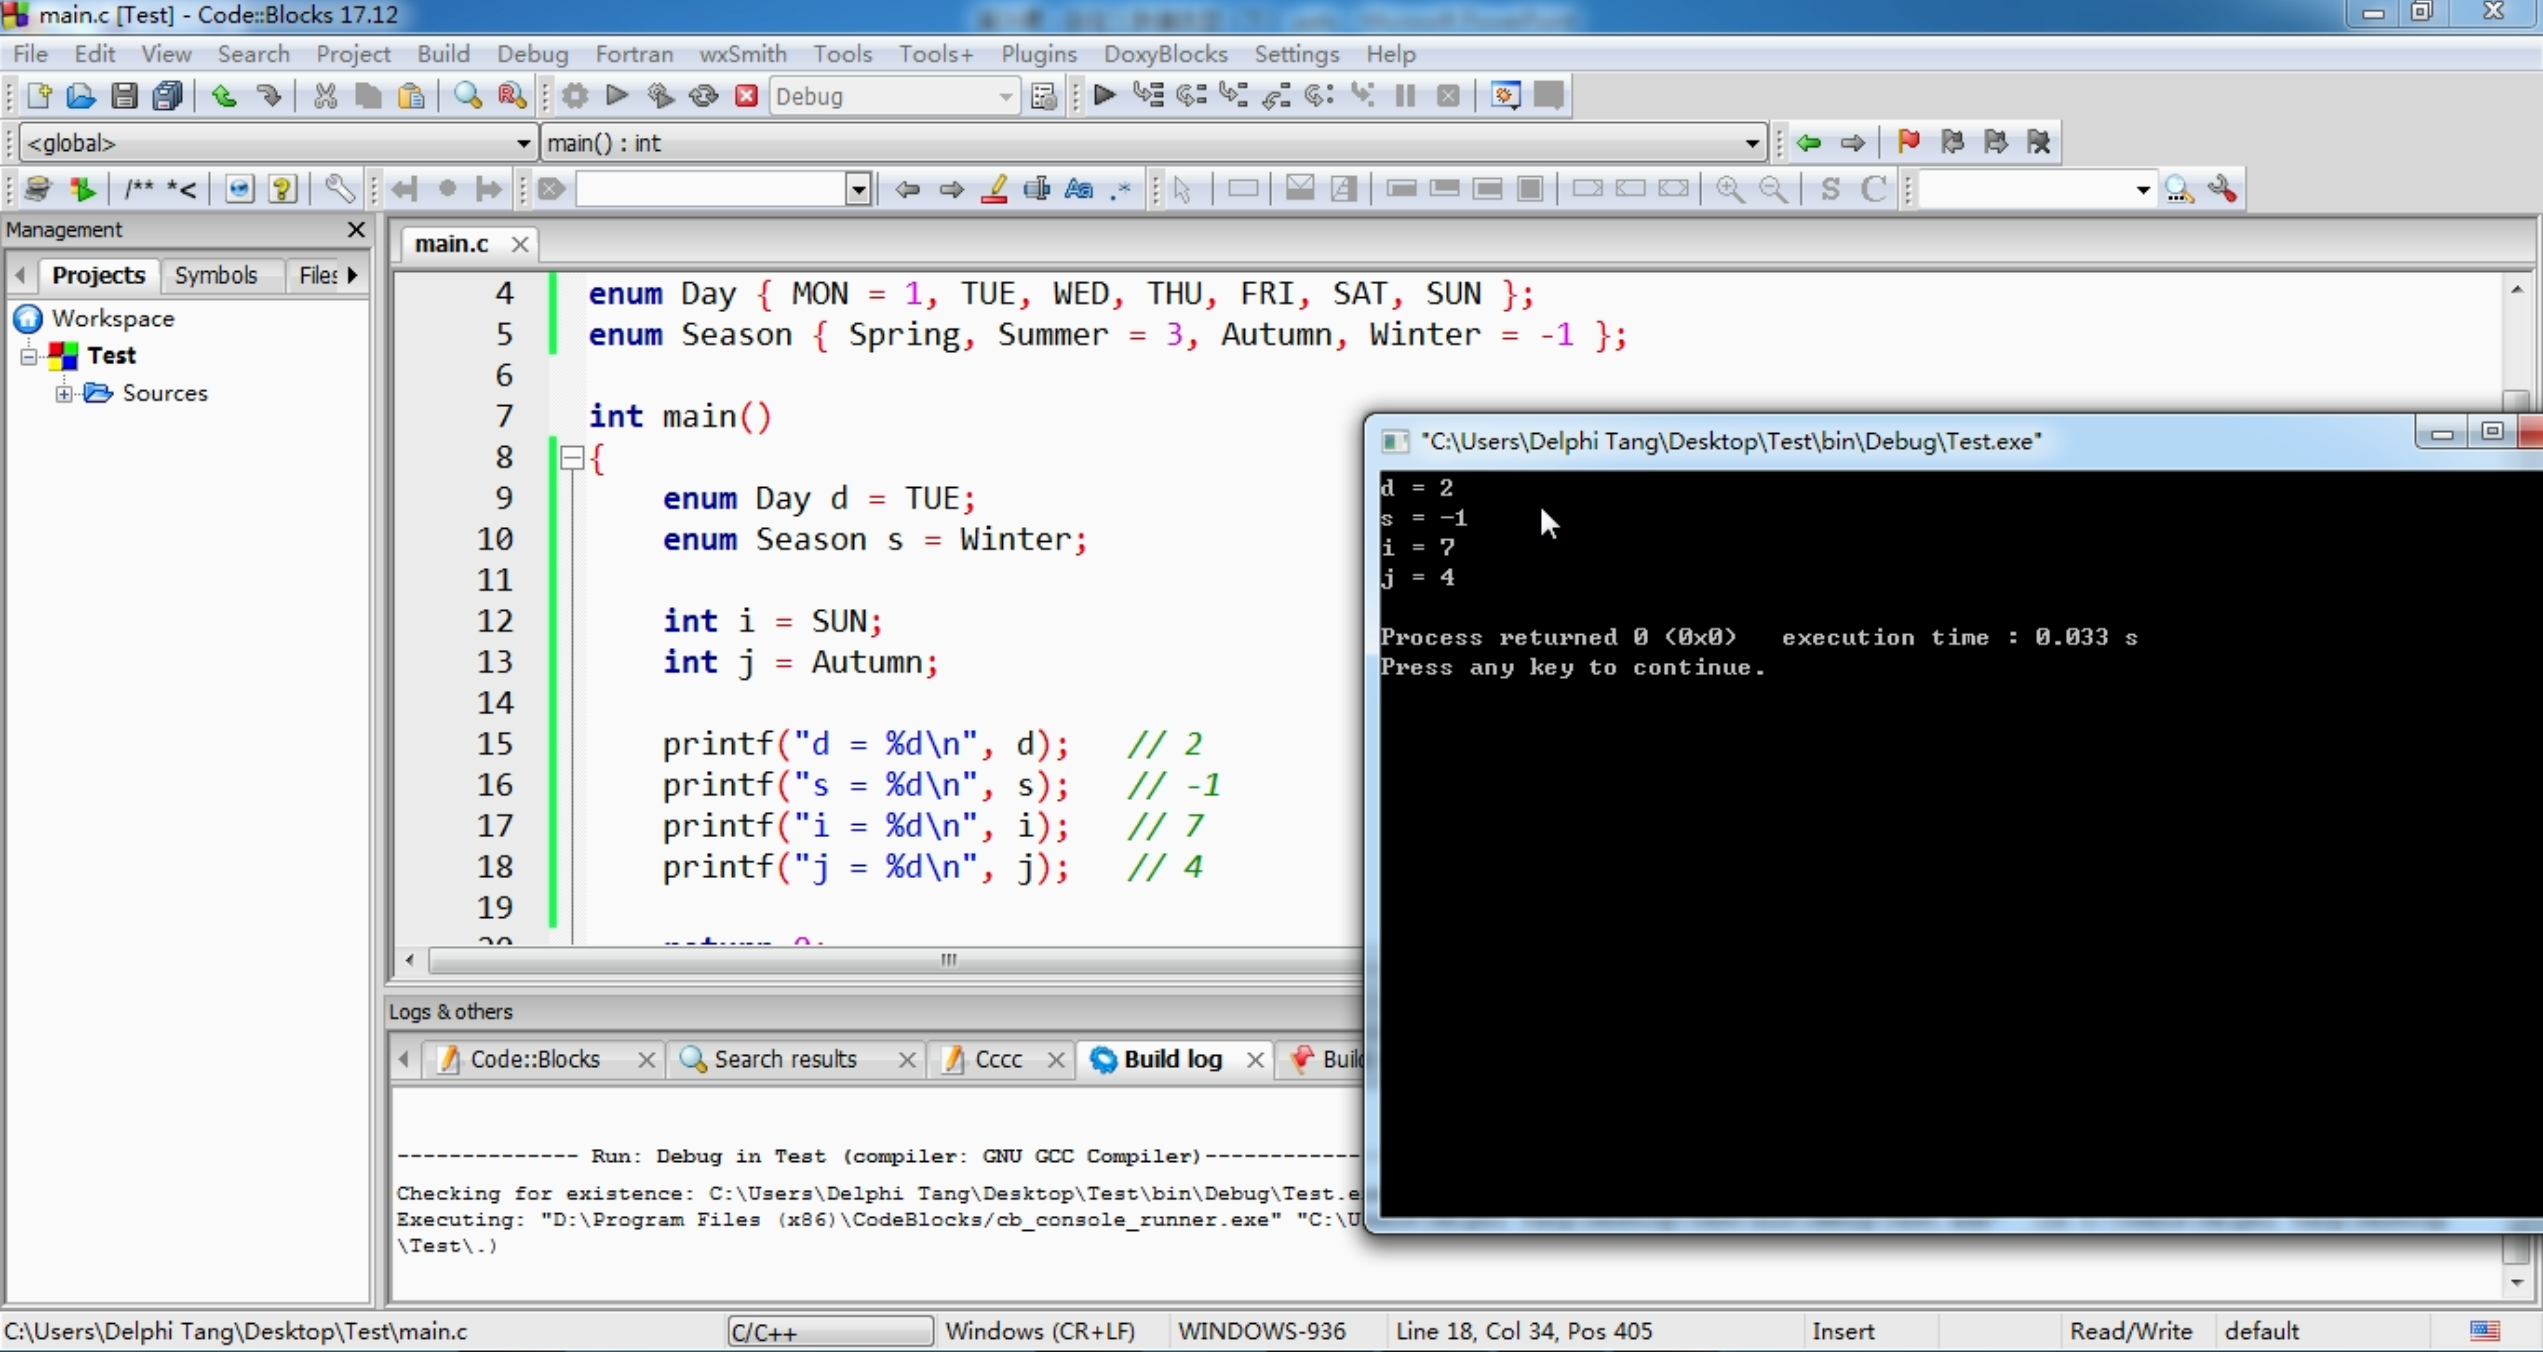 main.c [Test] - Code::Blocks 17.12
File Edit View Search Project Build Debug Fortran wxSmith Tools Tools+ Plugins DoxyBlocks Settings Help
Debug
<global> main() : int
/** *<
S C
Management
main.c
Projects Symbols Files
Workspace
Test
Sources
4 enum Day { MON = 1, TUE, WED, THU, FRI, SAT, SUN };
5 enum Season { Spring, Summer = 3, Autumn, Winter = -1 };
6
7 int main()
8 {
9 enum Day d = TUE;
10 enum Season s = Winter;
11
12 int i = SUN;
13 int j = Autumn;
14
15 printf("d = %d\n", d); // 2
16 printf("s = %d\n", s); // -1
17 printf("i = %d\n", i); // 7
18 printf("j = %d\n", j); // 4
19
20 return 0;
"C:\Users\Delphi Tang\Desktop\Test\bin\Debug\Test.exe"
d = 2
s = -1
i = 7
j = 4
Process returned 0 (0x0) execution time : 0.033 s
Press any key to continue.
Logs & others
Code::Blocks Search results Cccc Build log Build
-------------- Run: Debug in Test (compiler: GNU GCC Compiler)------------
Checking for existence: C:\Users\Delphi Tang\Desktop\Test\bin\Debug\Test.e
Executing: "D:\Program Files (x86)\CodeBlocks/cb_console_runner.exe" "C:\U
\Test\.)
C:\Users\Delphi Tang\Desktop\Test\main.c C/C++ Windows (CR+LF) WINDOWS-936 Line 18, Col 34, Pos 405 Insert Read/Write default